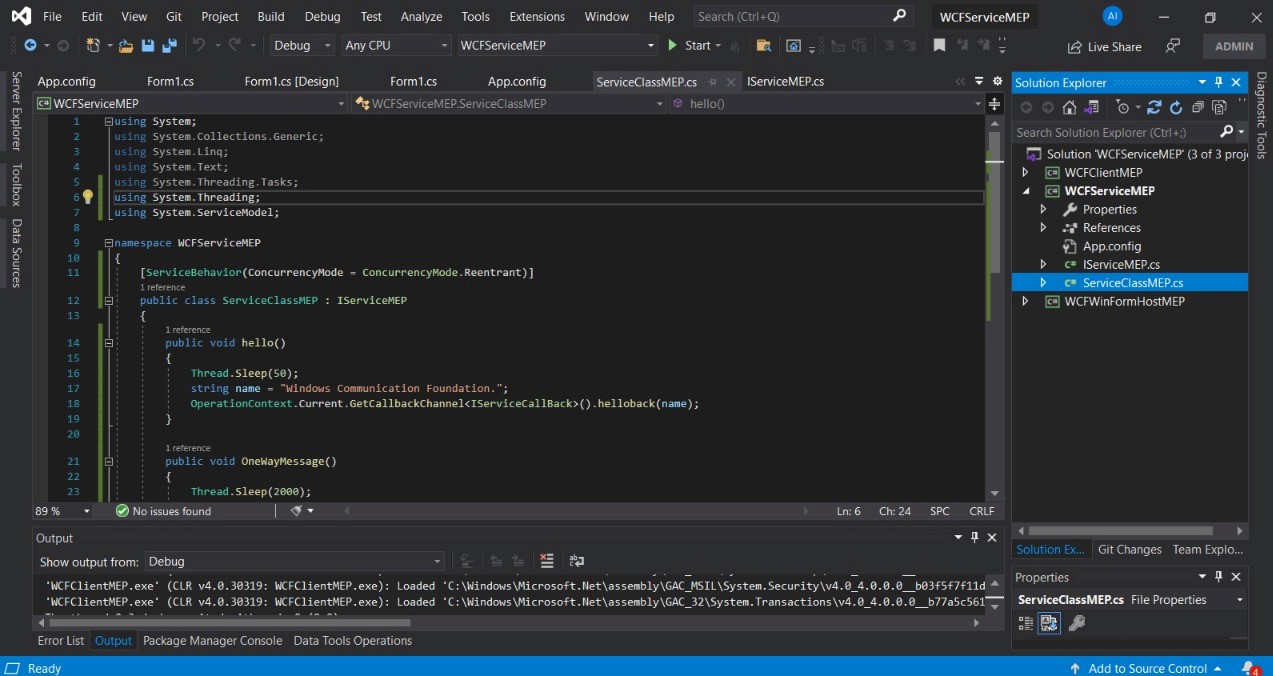 File Edit View Git Project Build Debug Test Analyze Tools Extensions Window Help Search (Ctrl+Q) WCFServiceMEP AI
Debug Any CPU WCFServiceMEP Start Live Share ADMIN
Server Explorer
Toolbox
Data Sources
App.config Form1.cs Form1.cs [Design] Form1.cs App.config ServiceClassMEP.cs IServiceMEP.cs
WCFServiceMEP WCFServiceMEP.ServiceClassMEP hello()
1 using System;
2 using System.Collections.Generic;
3 using System.Linq;
4 using System.Text;
5 using System.Threading.Tasks;
6 using System.Threading;
7 using System.ServiceModel;
8
9 namespace WCFServiceMEP
10 {
11 [ServiceBehavior(ConcurrencyMode = ConcurrencyMode.Reentrant)]
1 reference
12 public class ServiceClassMEP : IServiceMEP
13 {
1 reference
14 public void hello()
15 {
16 Thread.Sleep(50);
17 string name = "Windows Communication Foundation.";
18 OperationContext.Current.GetCallbackChannel<IServiceCallBack>().helloback(name);
19 }
20
1 reference
21 public void OneWayMessage()
22 {
23 Thread.Sleep(2000);
89 % No issues found Ln: 6 Ch: 24 SPC CRLF
Output
Show output from: Debug
'WCFClientMEP.exe' (CLR v4.0.30319: WCFClientMEP.exe): Loaded 'C:\Windows\Microsoft.Net\assembly\GAC_MSIL\System.Security\v4.0_4.0.0.0__b03f5f7f11d
'WCFClientMEP.exe' (CLR v4.0.30319: WCFClientMEP.exe): Loaded 'C:\Windows\Microsoft.Net\assembly\GAC_32\System.Transactions\v4.0_4.0.0.0__b77a5c561
Error List Output Package Manager Console Data Tools Operations
Solution Explorer
Search Solution Explorer (Ctrl+;)
Solution 'WCFServiceMEP' (3 of 3 proje
WCFClientMEP
WCFServiceMEP
Properties
References
App.config
IServiceMEP.cs
ServiceClassMEP.cs
WCFWinFormHostMEP
Solution Ex... Git Changes Team Explo...
Properties
ServiceClassMEP.cs File Properties
Diagnostic Tools
Ready Add to Source Control 4